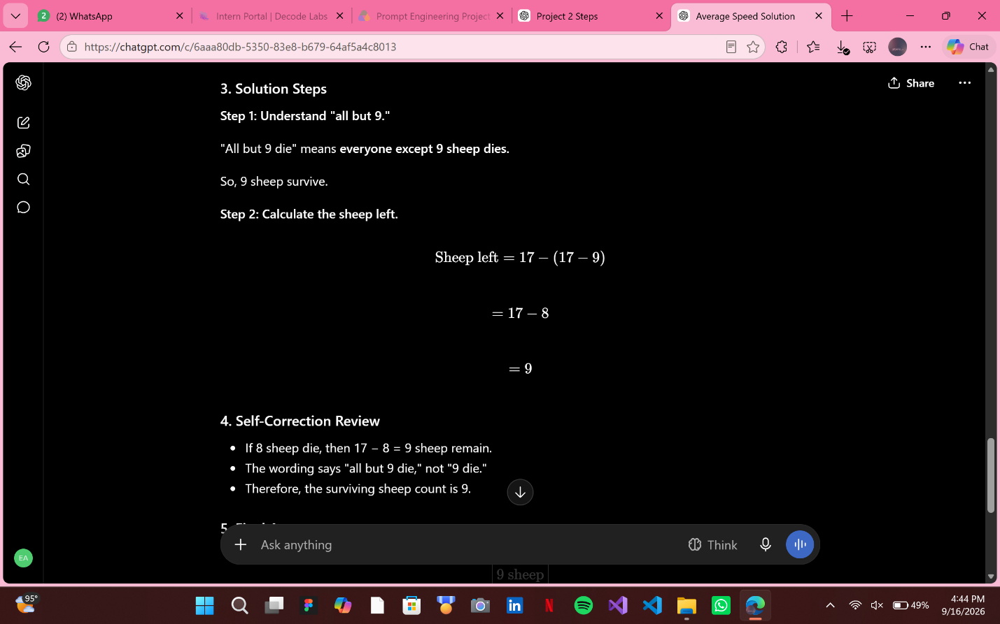 (2) WhatsApp
Intern Portal | Decode Labs
Prompt Engineering Project
Project 2 Steps
Average Speed Solution
https://chatgpt.com/c/6aaa80db-5350-83e8-b679-64af5a4c8013
Chat
Share
3. Solution Steps
Step 1: Understand "all but 9."
"All but 9 die" means everyone except 9 sheep dies.
So, 9 sheep survive.
Step 2: Calculate the sheep left.
Sheep left = 17 − (17 − 9)
= 17 − 8
= 9
4. Self-Correction Review
• If 8 sheep die, then 17 − 8 = 9 sheep remain.
• The wording says "all but 9 die," not "9 die."
• Therefore, the surviving sheep count is 9.
5.
Ask anything
Think
9 sheep
EA
95°
49%
4:44 PM
9/16/2026